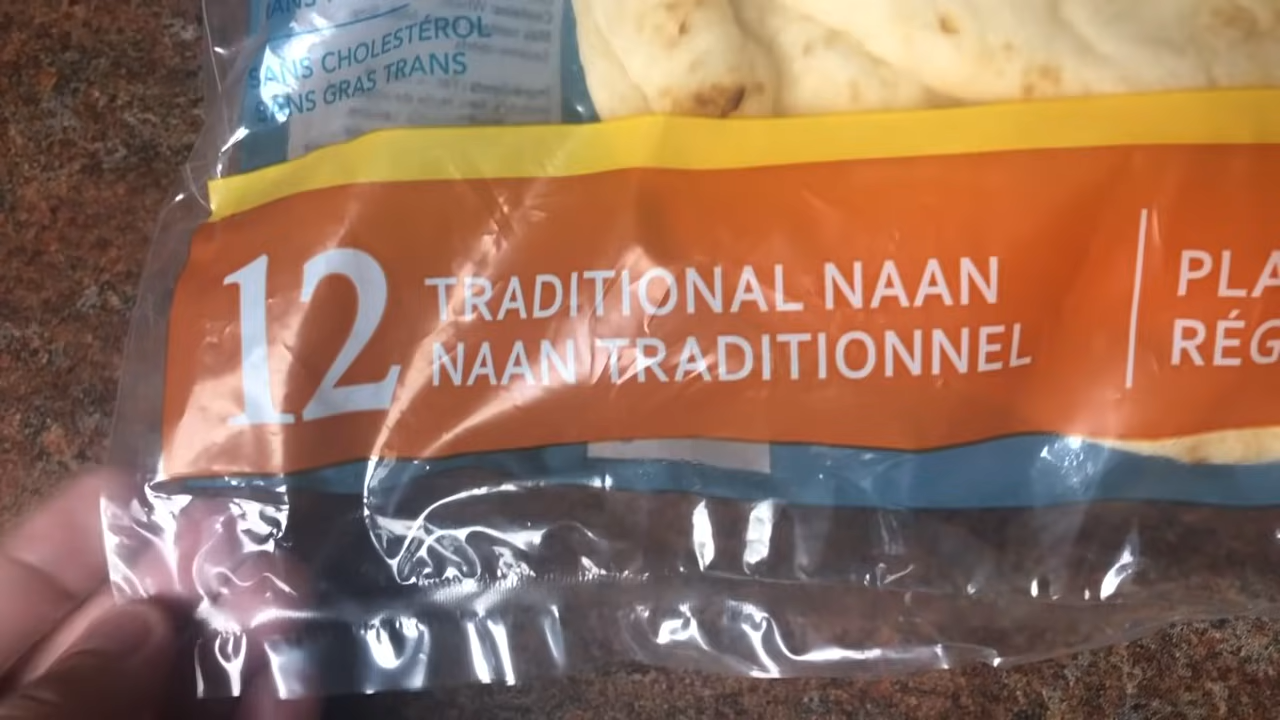 SANS CHOLESTÉROL
SANS GRAS TRANS
12
TRADITIONAL NAAN
NAAN TRADITIONNEL
PLA
RÉG